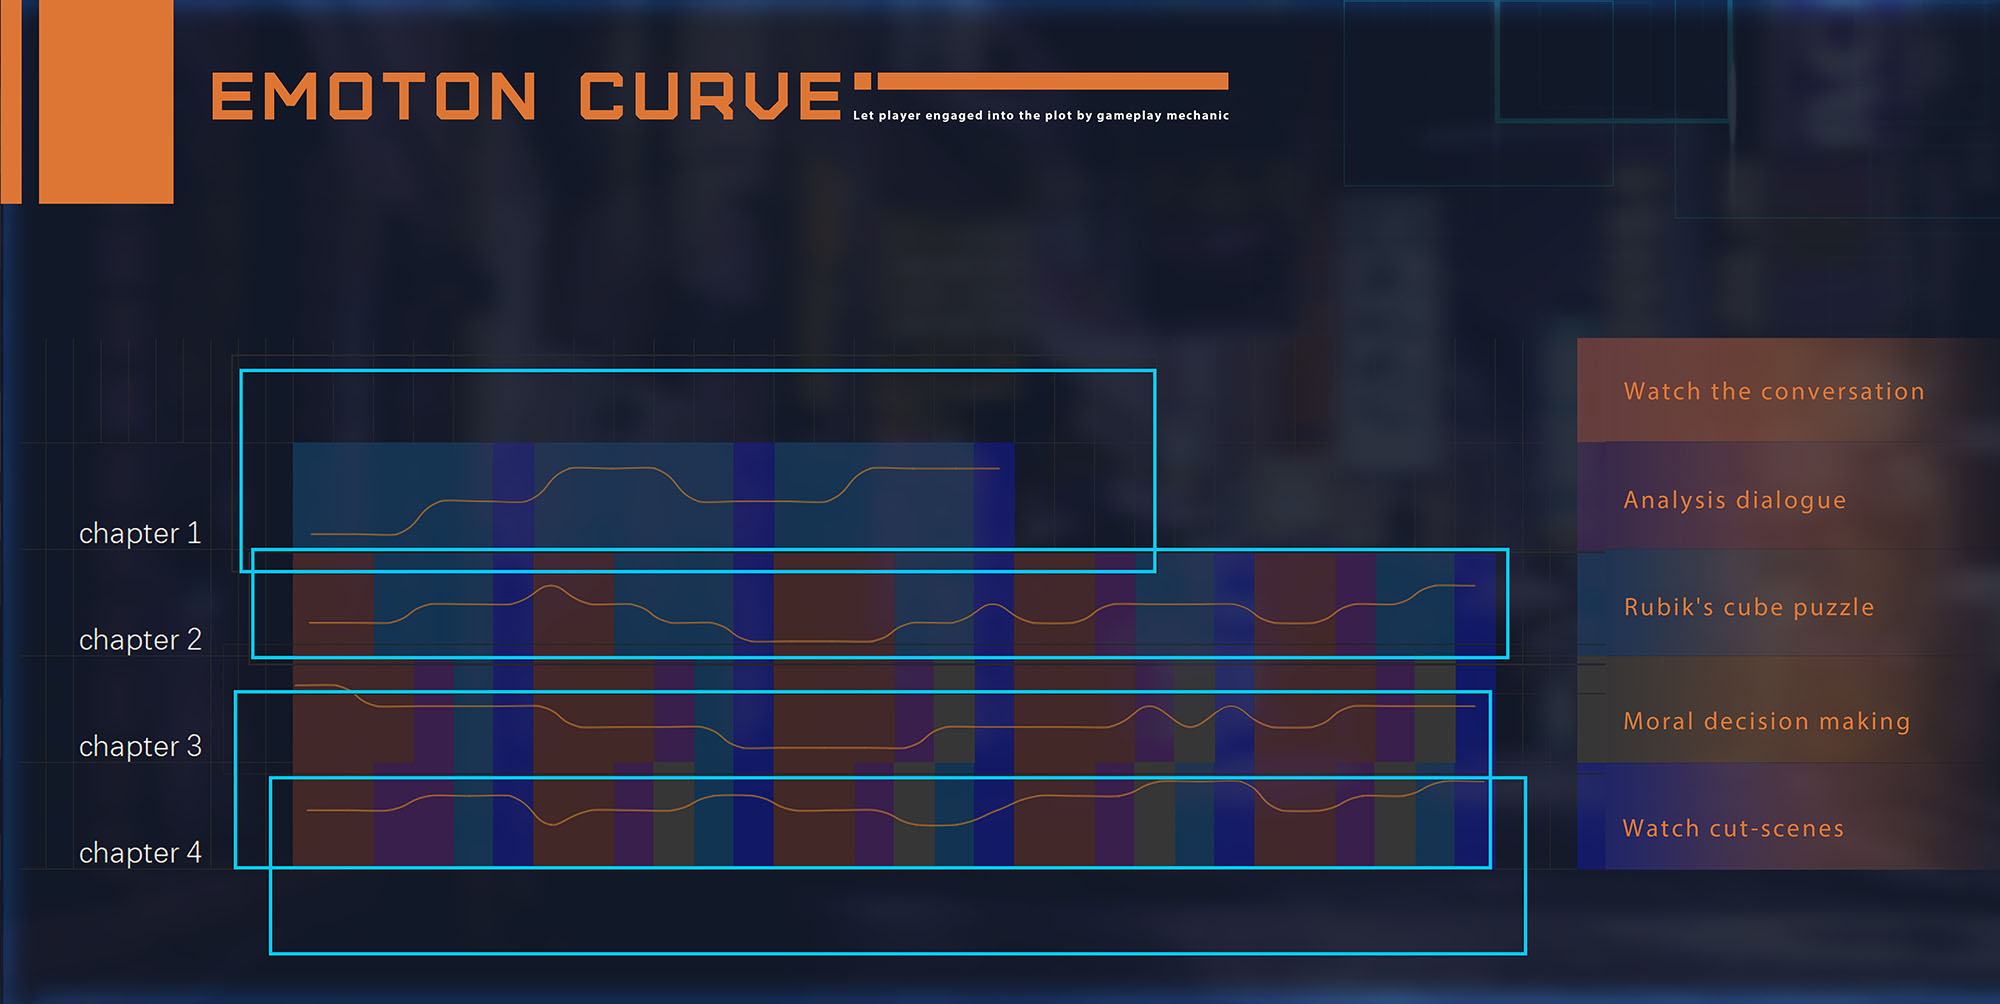 EMOTON CURVE
Let player engaged into the plot by gameplay mechanic
Watch the conversation
Analysis dialogue
chapter 1
Rubik's cube puzzle
chapter 2
Moral decision making
chapter 3
Watch cut-scenes
chapter 4